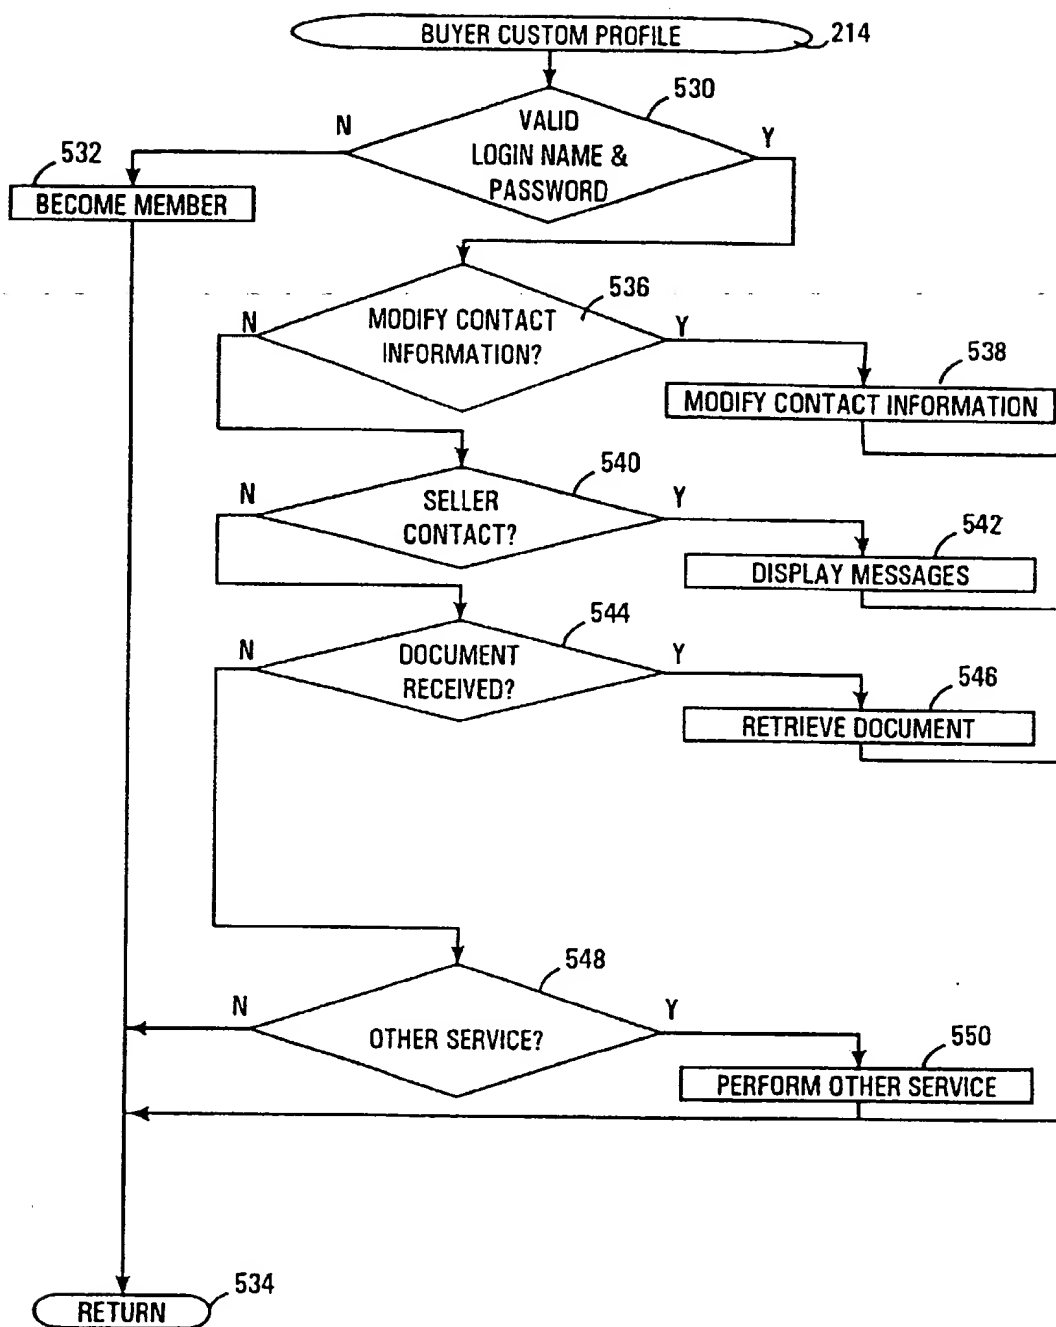 BUYER CUSTOM PROFILE
214
530
VALID
LOGIN NAME &
PASSWORD
N
Y
532
BECOME MEMBER
536
MODIFY CONTACT
INFORMATION?
N
Y
538
MODIFY CONTACT INFORMATION
540
SELLER
CONTACT?
N
Y
542
DISPLAY MESSAGES
544
DOCUMENT
RECEIVED?
N
Y
546
RETRIEVE DOCUMENT
548
OTHER SERVICE?
N
Y
550
PERFORM OTHER SERVICE
534
RETURN